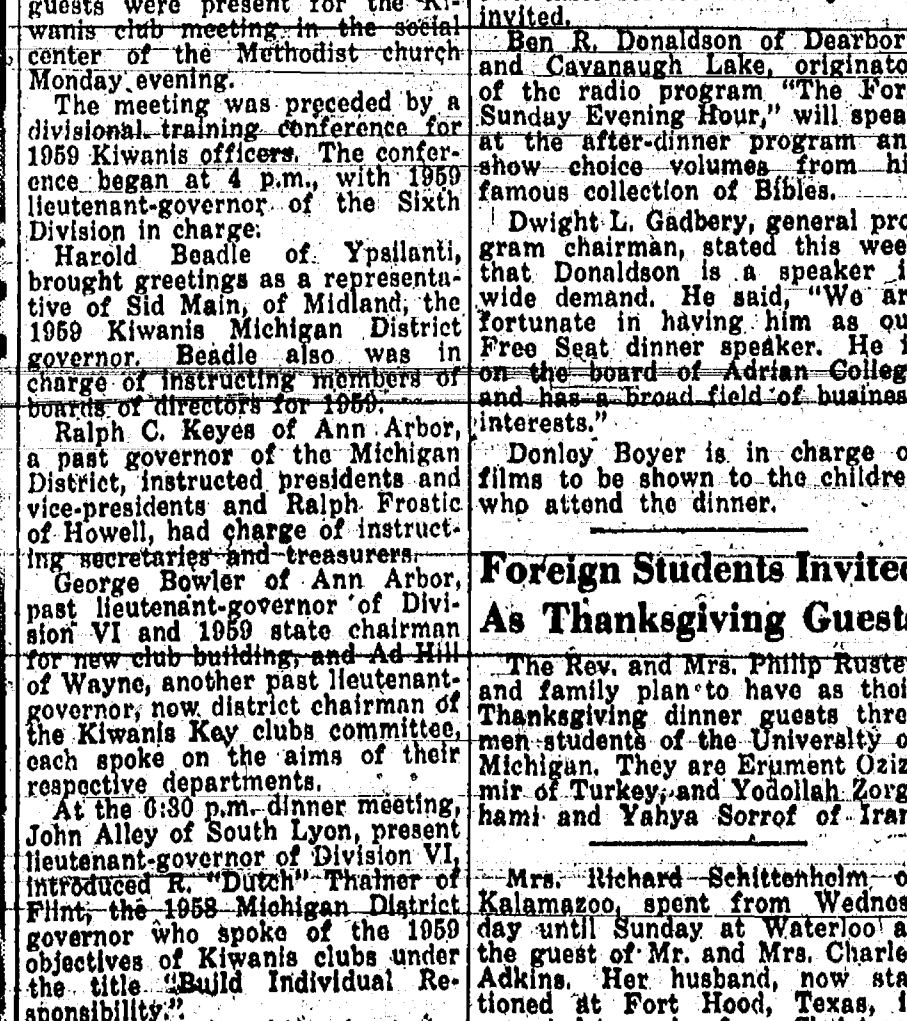 guests were present for the Ki-
wanis club meeting in the social
center of the Methodist church
Monday evening.
The meeting was preceded by a
divisional training conference for
1959 Kiwanis officers. The confer-
ence began at 4 p.m., with 1959
lieutenant-governor of the Sixth
Division in charge:
Harold Beadle of Ypsilanti,
brought greetings as a representa-
tive of Sid Main, of Midland, the
1959 Kiwanis Michigan District
governor. Beadle also was in
charge of instructing members of
boards of directors for 1959.
Ralph C. Keyes of Ann Arbor,
a past governor of the Michigan
District, instructed presidents and
vice-presidents and Ralph Frostic
of Howell, had charge of instruct-
ing secretaries and treasurers.
George Bowler of Ann Arbor,
past lieutenant-governor of Divi-
sion VI and 1959 state chairman
for new club building, and Ad Hill
of Wayne, another past lieutenant-
governor, now district chairman of
the Kiwanis Key clubs committee,
each spoke on the aims of their
respective departments.
At the 6:30 p.m. dinner meeting,
John Alley of South Lyon, present
lieutenant-governor of Division VI,
introduced R. "Dutch" Thainer of
Flint, the 1958 Michigan District
governor who spoke of the 1959
objectives of Kiwanis clubs under
the title "Build Individual Re-
sponsibility."
invited.
Ben R. Donaldson of Dearbor
and Cavanaugh Lake, originato
of the radio program "The For
Sunday Evening Hour," will spea
at the after-dinner program an
show choice volumes from hi
famous collection of Bibles.
Dwight L. Gadbery, general pro
gram chairman, stated this wee
that Donaldson is a speaker i
wide demand. He said, "We ar
fortunate in having him as ou
Free Seat dinner speaker. He i
on the board of Adrian Colleg
and has a broad field of busines
interests."
Donley Boyer is in charge o
films to be shown to the childre
who attend the dinner.
Foreign Students Invited
As Thanksgiving Guests
The Rev. and Mrs. Philip Ruste
and family plan to have as thei
Thanksgiving dinner guests thre
men students of the University o
Michigan. They are Erument Oziz
mir of Turkey, and Yodollah Zorg
hami and Yahya Sorrof of Iran
Mrs. Richard Schittenhelm o
Kalamazoo, spent from Wednes
day until Sunday at Waterloo a
the guest of Mr. and Mrs. Charle
Adkins. Her husband, now sta
tioned at Fort Hood, Texas, i